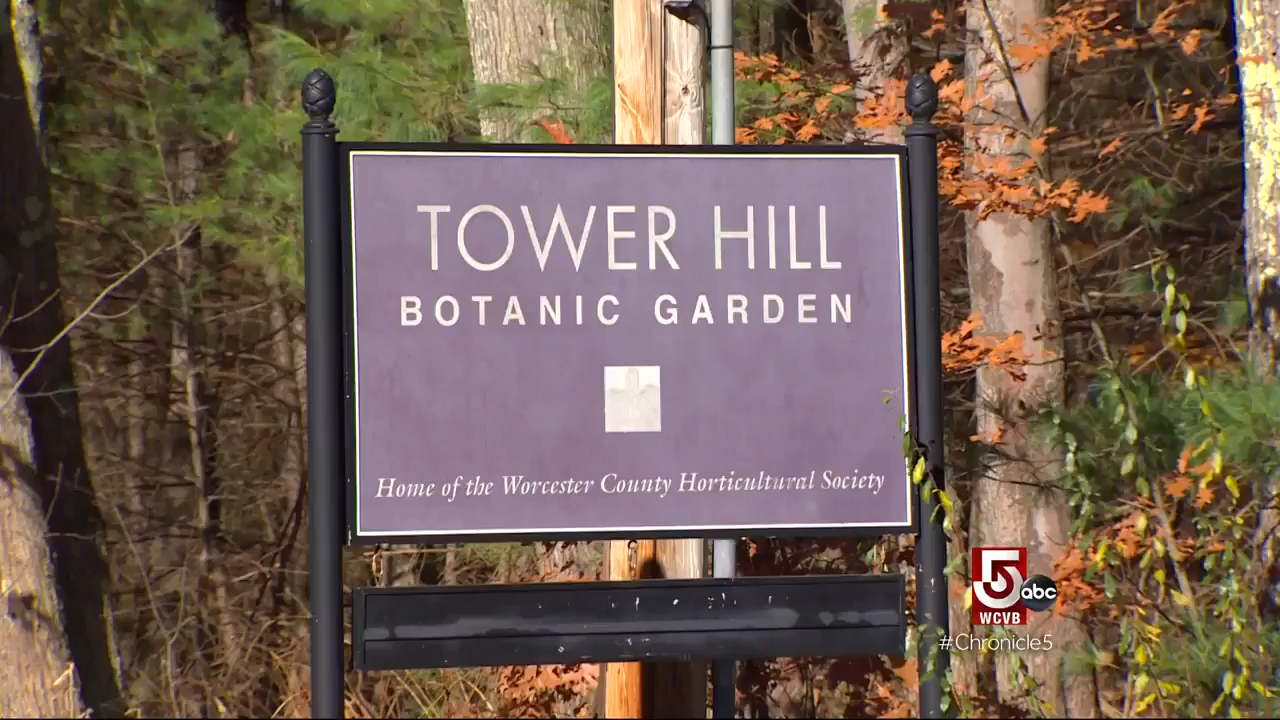 TOWER HILL
BOTANIC GARDEN
Home of the Worcester County Horticultural Society
5 abc
WCVB
#Chronicle5